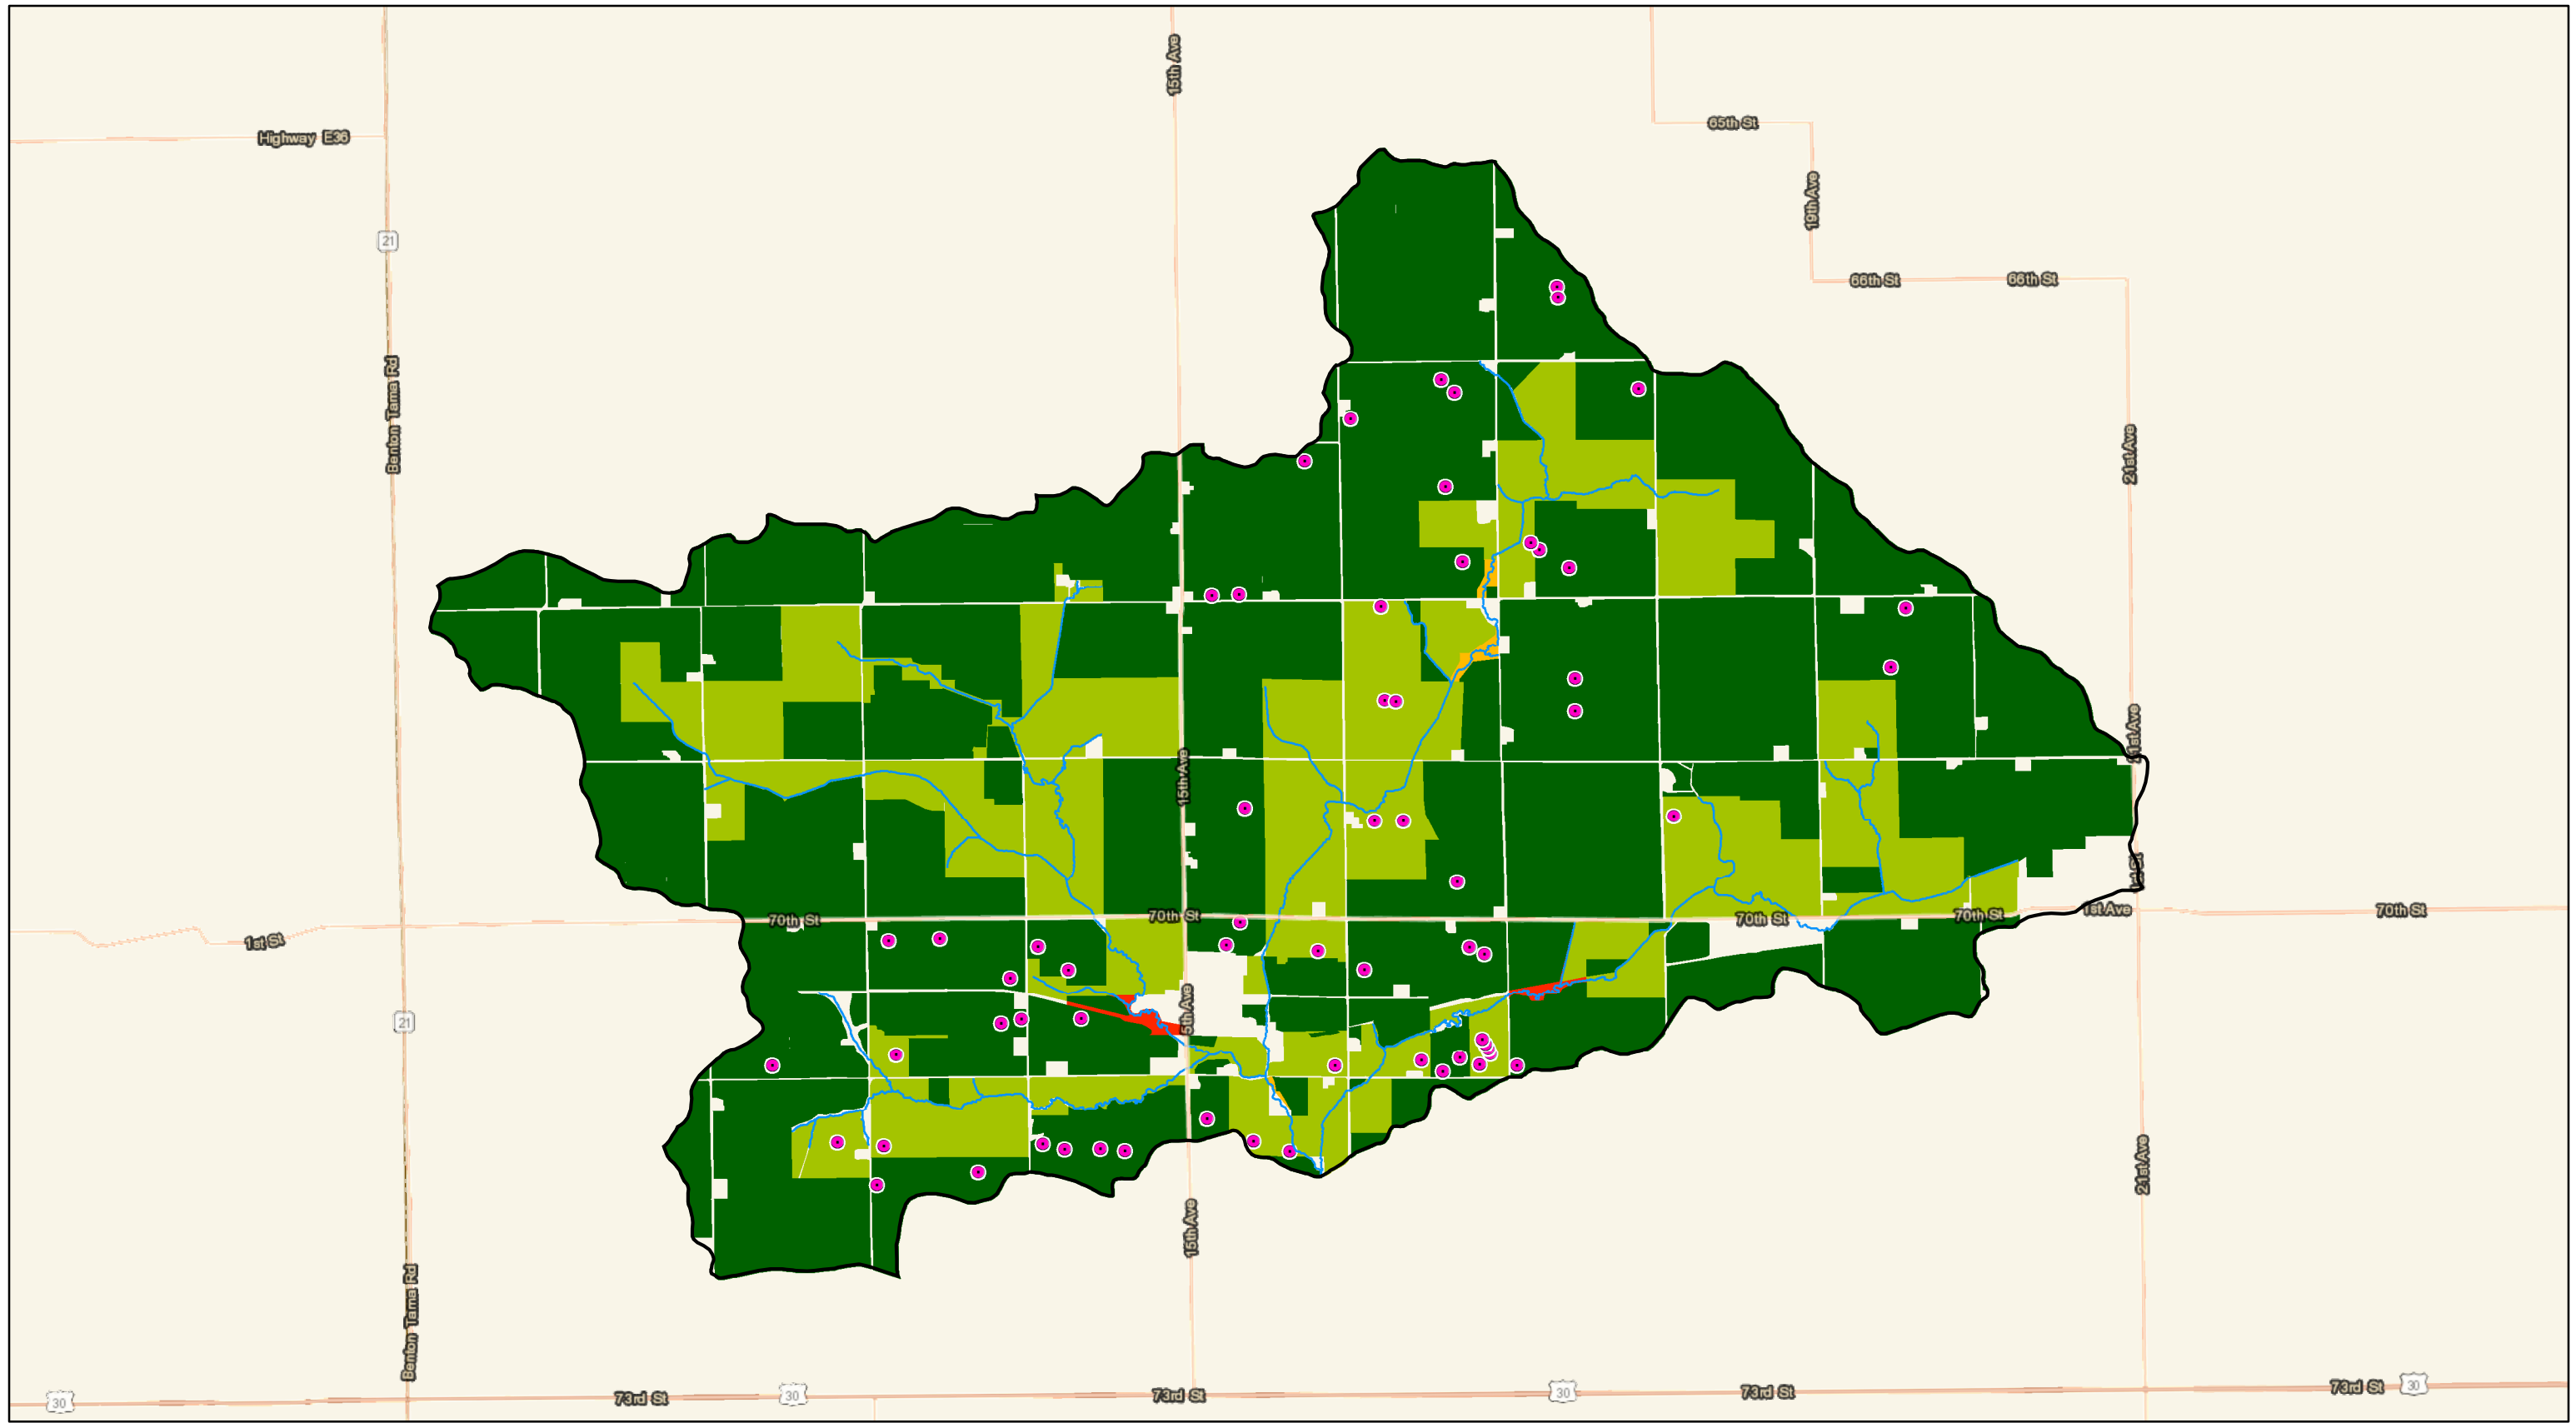 15th Ave
65th St
Highway E36
19th Ave
21
66th St
66th St
Benton Tama Rd
21st Ave
21st Ave
15th Ave
1st St
70th St
70th St
70th St
70th St
1st Ave
70th St
1st St
5th Ave
21
21st Ave
15th Ave
Benton Tama Rd
30
73rd St
30
73rd St
30
73rd St
73rd St
30